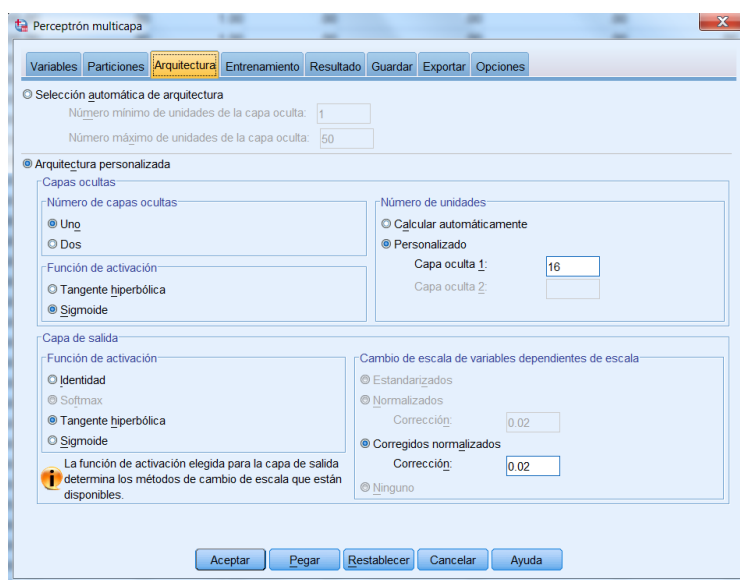 Perceptrón multicapa
Variables Particiones Arquitectura Entrenamiento Resultado Guardar Exportar Opciones
Selección automática de arquitectura
Número mínimo de unidades de la capa oculta: 1
Número máximo de unidades de la capa oculta: 50
Arquitectura personalizada
Capas ocultas
Número de capas ocultas
Uno
Dos
Función de activación
Tangente hiperbólica
Sigmoide
Número de unidades
Calcular automáticamente
Personalizado
Capa oculta 1: 16
Capa oculta 2:
Capa de salida
Función de activación
Identidad
Softmax
Tangente hiperbólica
Sigmoide
La función de activación elegida para la capa de salida
determina los métodos de cambio de escala que están
disponibles.
Cambio de escala de variables dependientes de escala
Estandarizados
Normalizados
Corrección: 0.02
Corregidos normalizados
Corrección: 0.02
Ninguno
Aceptar Pegar Restablecer Cancelar Ayuda